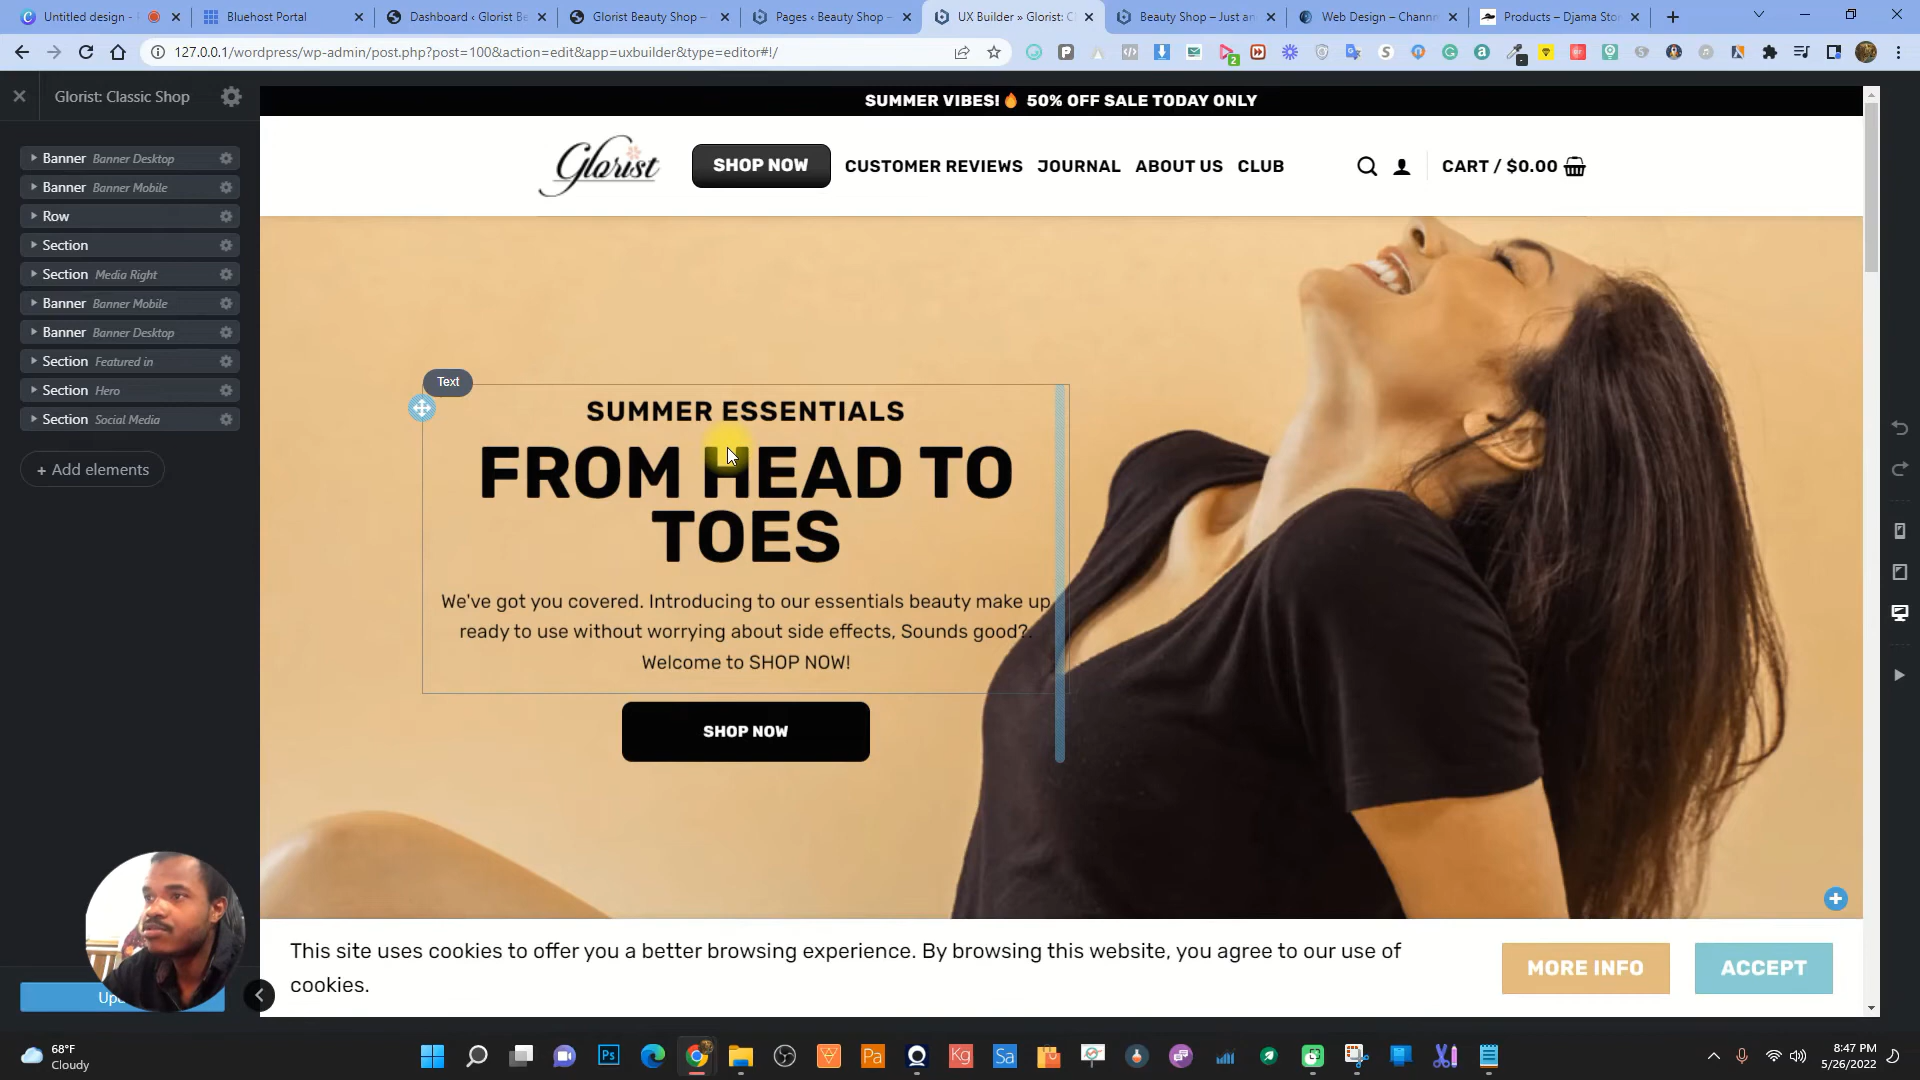 Untitled design -
Bluehost Portal
Dashboard ‹ Glorist Be
Glorist Beauty Shop –
Pages ‹ Beauty Shop –
UX Builder » Glorist: C
Beauty Shop – Just an
Web Design – Channn
Products – Djama Stor
127.0.0.1/wordpress/wp-admin/post.php?post=100&action=edit&app=uxbuilder&type=editor#!/
Glorist: Classic Shop
SUMMER VIBES!🔥 50% OFF SALE TODAY ONLY
Glorist
SHOP NOW
CUSTOMER REVIEWS
JOURNAL
ABOUT US
CLUB
CART / $0.00
Banner Banner Desktop
Banner Banner Mobile
Row
Section
Section Media Right
Banner Banner Mobile
Banner Banner Desktop
Section Featured in
Section Hero
Section Social Media
+ Add elements
Text
SUMMER ESSENTIALS
FROM HEAD TO
TOES
We've got you covered. Introducing to our essentials beauty make up
ready to use without worrying about side effects, Sounds good?.
Welcome to SHOP NOW!
SHOP NOW
This site uses cookies to offer you a better browsing experience. By browsing this website, you agree to our use of
cookies.
MORE INFO
ACCEPT
68°F
Cloudy
Ps
Pa
Kg
Sa
8:47 PM
5/26/2022